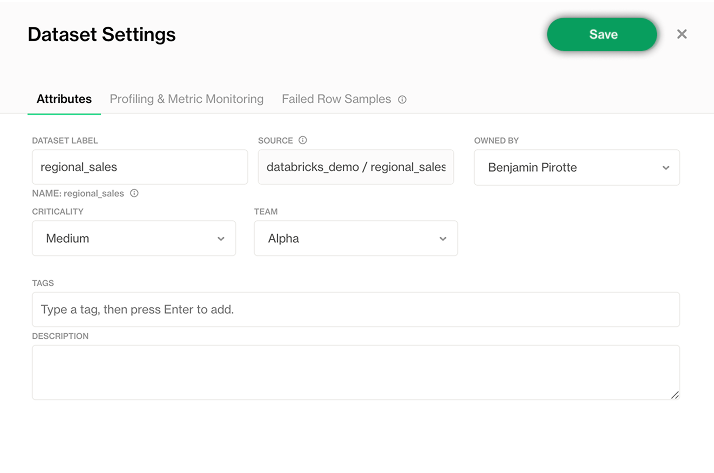 Dataset Settings
Save
Attributes
Profiling & Metric Monitoring
Failed Row Samples
DATASET LABEL
SOURCE
OWNED BY
regional_sales
databricks_demo / regional_sales
Benjamin Pirotte
NAME: regional_sales
CRITICALITY
TEAM
Medium
Alpha
TAGS
Type a tag, then press Enter to add.
DESCRIPTION